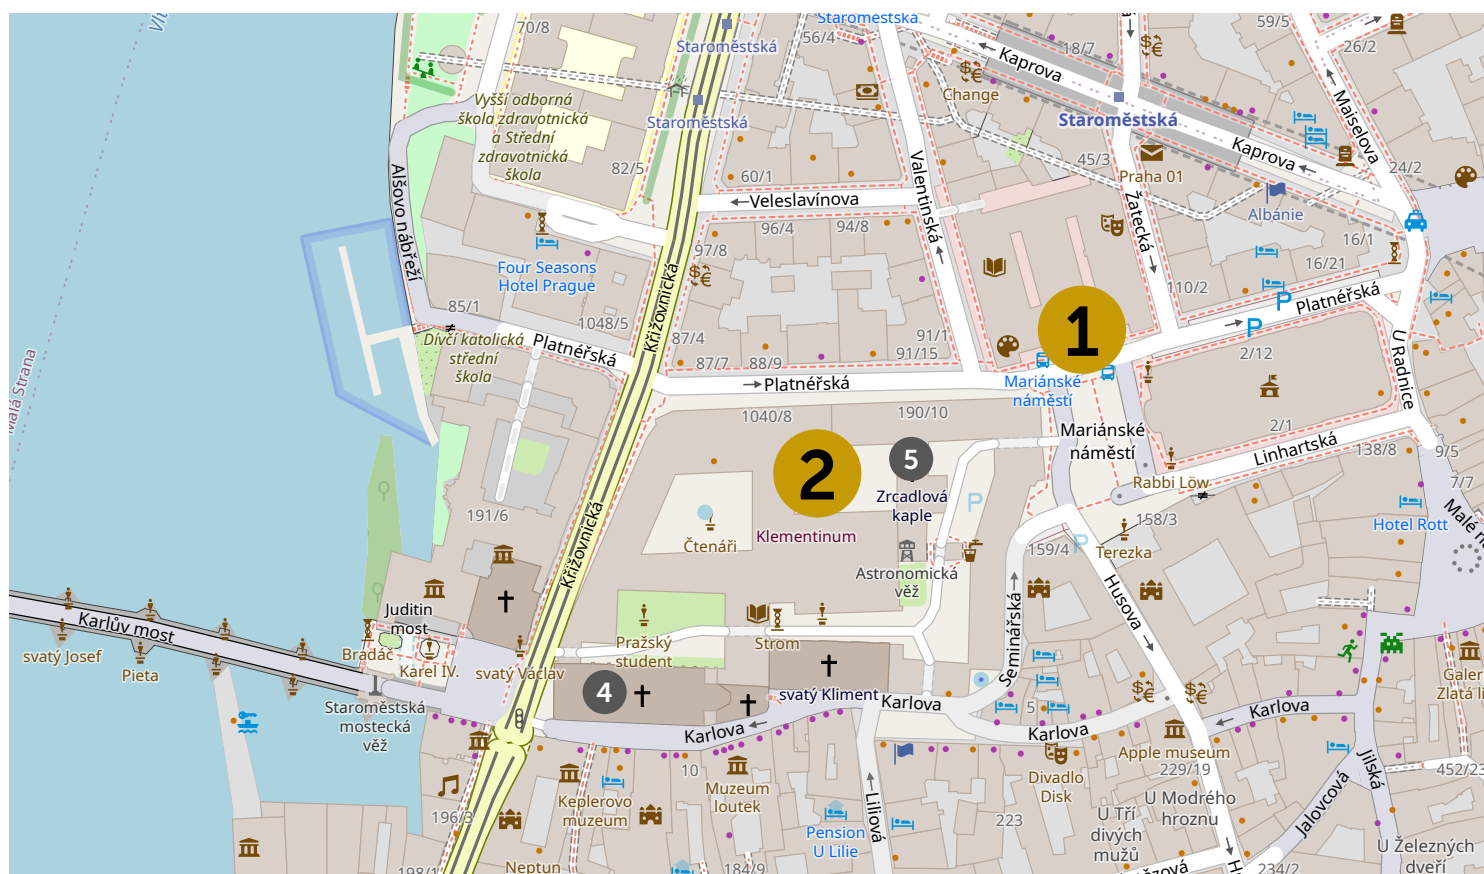 70/8
Staroměstská
Staroměstská
56/4
18/7
59/5
26/2
Kaprova
Change
Staroměstská
Vyšší odborná
škola zdravotnická
a Střední
zdravotnická
škola
Staroměstská
82/5
60/1
45/3
Praha 01
Kaprova
Maiselova
24/2
Alšovo nábřeží
Veleslavínova
Valentinská
Žatecká
Albánie
96/4
94/8
97/8
16/1
16/21
Four Seasons
Hotel Prague
Křižovnická
110/2
Platnéřská
85/1
1048/5
87/4
91/1
1
Dívčí katolická
střední
škola
Platnéřská
87/7
88/9
91/15
2/12
U Radnice
Malá Strana
Platnéřská
Mariánské
náměstí
1040/8
190/10
Mariánské
náměstí
2/1
Linhartská
138/8
9/5
2
5
Zrcadlová
kaple
Rabbi Löw
7/7
191/6
Křižovnická
Čtenáři
Klementinum
158/3
Hotel Rott
159/4
Terezka
Astronomická
věž
Husova
Juditin
most
Karlův most
svatý Josef
Pieta
Bradáč
Karel IV.
svatý Václav
Pražský
student
Strom
Seminářská
4
svatý Kliment
Karlova
Staroměstská
mostecká
věž
Karlova
5
Karlova
Karlova
Apple museum
229/19
10
Muzeum
loutek
Keplerovo
muzeum
Divadlo
Disk
Jilská
452/23
196/3
Liliová
Pension
U Lilie
223
U Tří
divých
mužů
U Modrého
hroznu
Jalovcová
U Železných
dveří
Neptun
184/9
234/2